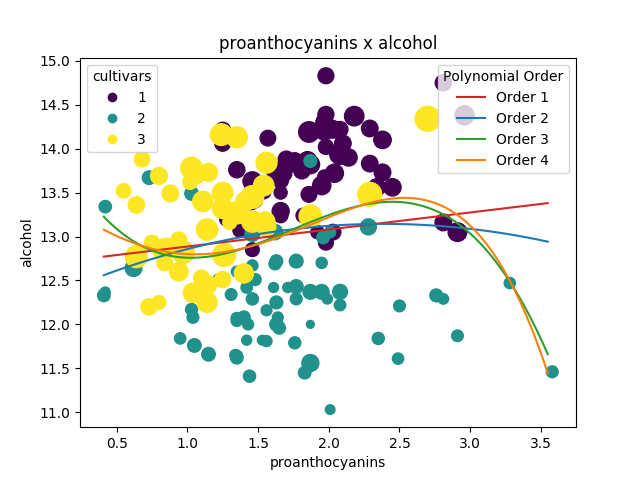 proanthocyanins x alcohol
cultivars
1
2
3
Polynomial Order
Order 1
Order 2
Order 3
Order 4
alcohol
15.0
14.5
14.0
13.5
13.0
12.5
12.0
11.5
11.0
0.5 1.0 1.5 2.0 2.5 3.0 3.5
proanthocyanins